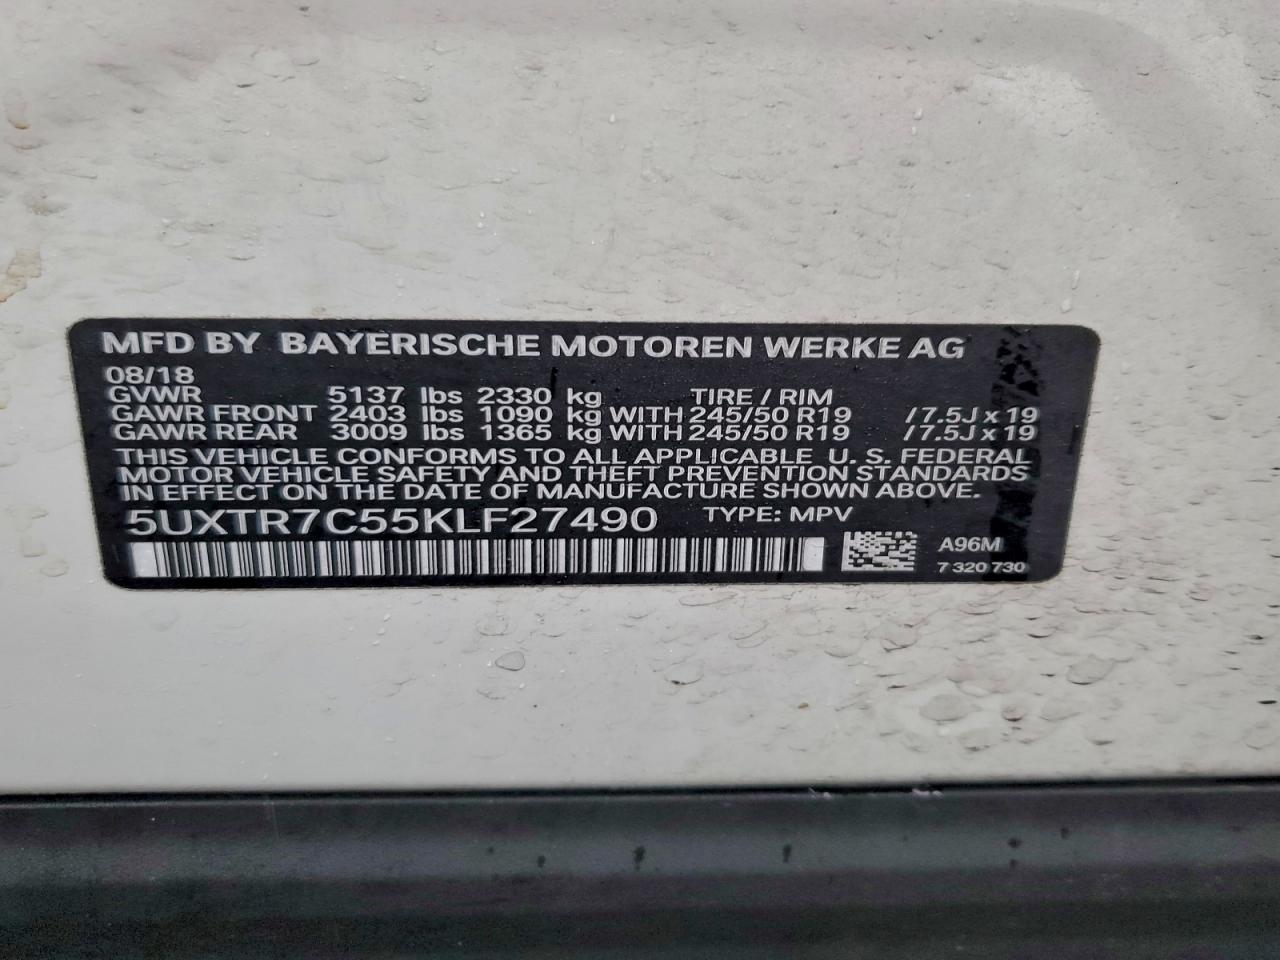 MFD BY BAYERISCHE MOTOREN WERKE AG
08/18
GVWR 5137 lbs 2330 kg TIRE / RIM
GAWR FRONT 2403 lbs 1090 kg WITH 245/50 R19 /7.5J x 19
GAWR REAR 3009 lbs 1365 kg WITH 245/50 R19 /7.5J x 19
THIS VEHICLE CONFORMS TO ALL APPLICABLE U.S. FEDERAL
MOTOR VEHICLE SAFETY AND THEFT PREVENTION STANDARDS
IN EFFECT ON THE DATE OF MANUFACTURE SHOWN ABOVE.
5UXTR7C55KLF27490 TYPE: MPV
A96M
7 320 730